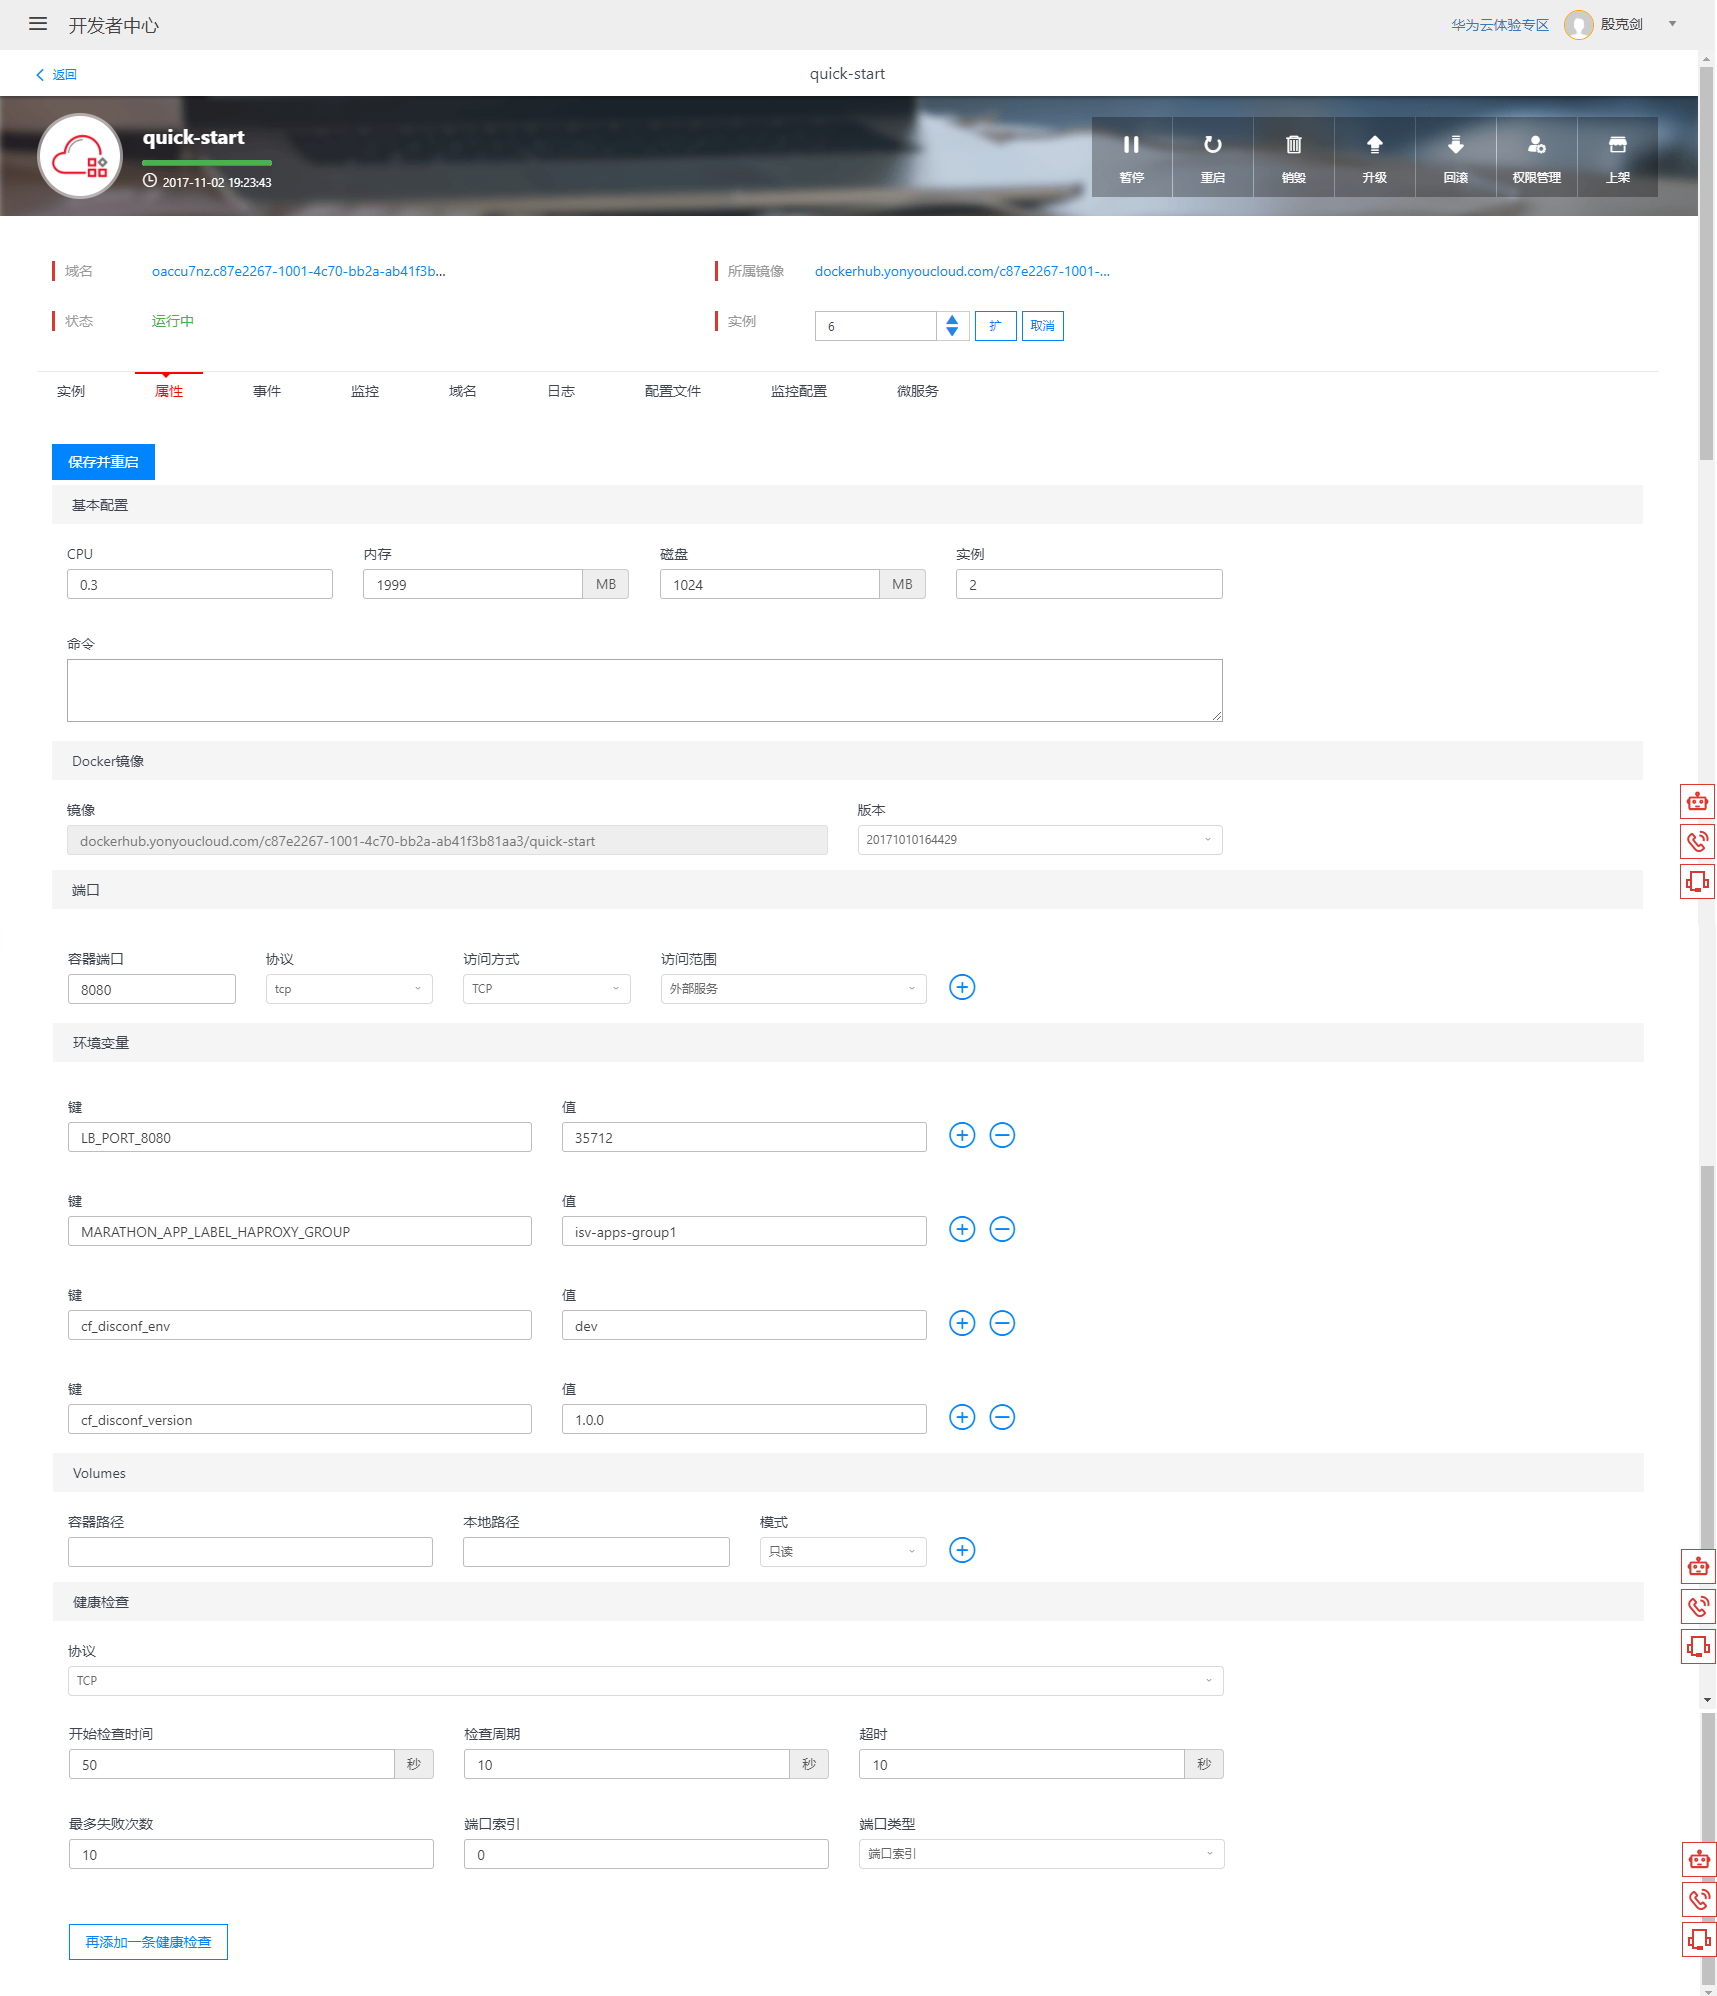 开发者中心
华为云体验专区 殷克剑
返回 quick-start
quick-start
2017-11-02 19:23:43
暂停 重启 销毁 升级 回滚 权限管理 上架
域名 oaccu7nz.c87e2267-1001-4c70-bb2a-ab41f3b... 所属镜像 dockerhub.yonyoucloud.com/c87e2267-1001-...
状态 运行中 实例 6 扩 取消
实例 属性 事件 监控 域名 日志 配置文件 监控配置 微服务
保存并重启
基本配置
CPU 内存 磁盘 实例
0.3 1999 MB 1024 MB 2
命令
Docker镜像
镜像 版本
dockerhub.yonyoucloud.com/c87e2267-1001-4c70-bb2a-ab41f3b81aa3/quick-start 20171010164429
端口
容器端口 协议 访问方式 访问范围
8080 tcp TCP 外部服务
环境变量
键 值
LB_PORT_8080 35712
键 值
MARATHON_APP_LABEL_HAPROXY_GROUP isv-apps-group1
键 值
cf_disconf_env dev
键 值
cf_disconf_version 1.0.0
Volumes
容器路径 本地路径 模式
只读
健康检查
协议
TCP
开始检查时间 检查周期 超时
50 秒 10 秒 10 秒
最多失败次数 端口索引 端口类型
10 0 端口索引
再添加一条健康检查